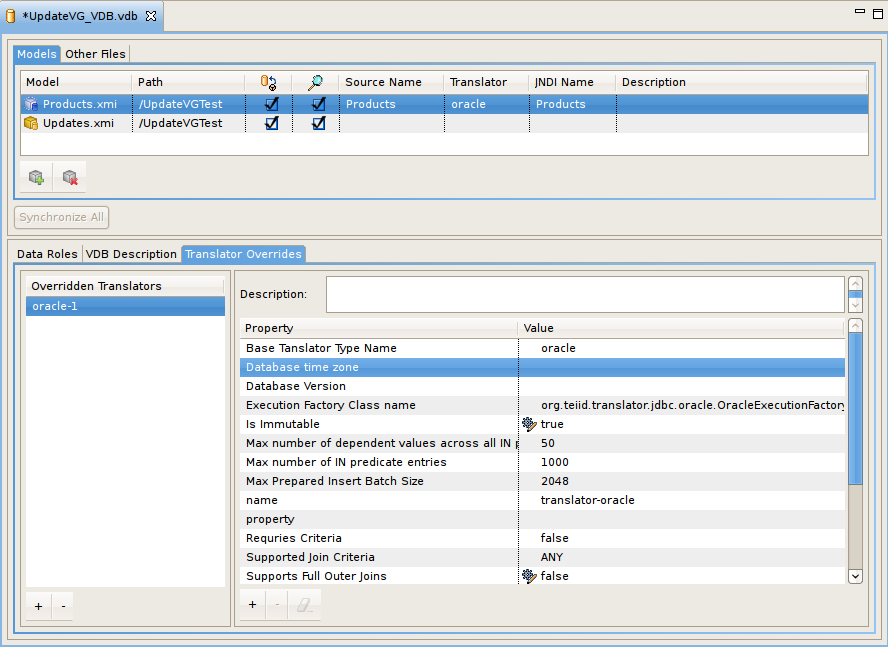 *UpdateVG_VDB.vdb
Models Other Files
Model Path Source Name Translator JNDI Name Description
Products.xmi /UpdateVGTest Products oracle Products
Updates.xmi /UpdateVGTest
Synchronize All
Data Roles VDB Description Translator Overrides
Overridden Translators
oracle-1
+ -
Description:
Property Value
Base Tanslator Type Name oracle
Database time zone
Database Version
Execution Factory Class name org.teiid.translator.jdbc.oracle.OracleExecutionFactory
Is Immutable true
Max number of dependent values across all IN p 50
Max number of IN predicate entries 1000
Max Prepared Insert Batch Size 2048
name translator-oracle
property
Requries Criteria false
Supported Join Criteria ANY
Supports Full Outer Joins false
+ -